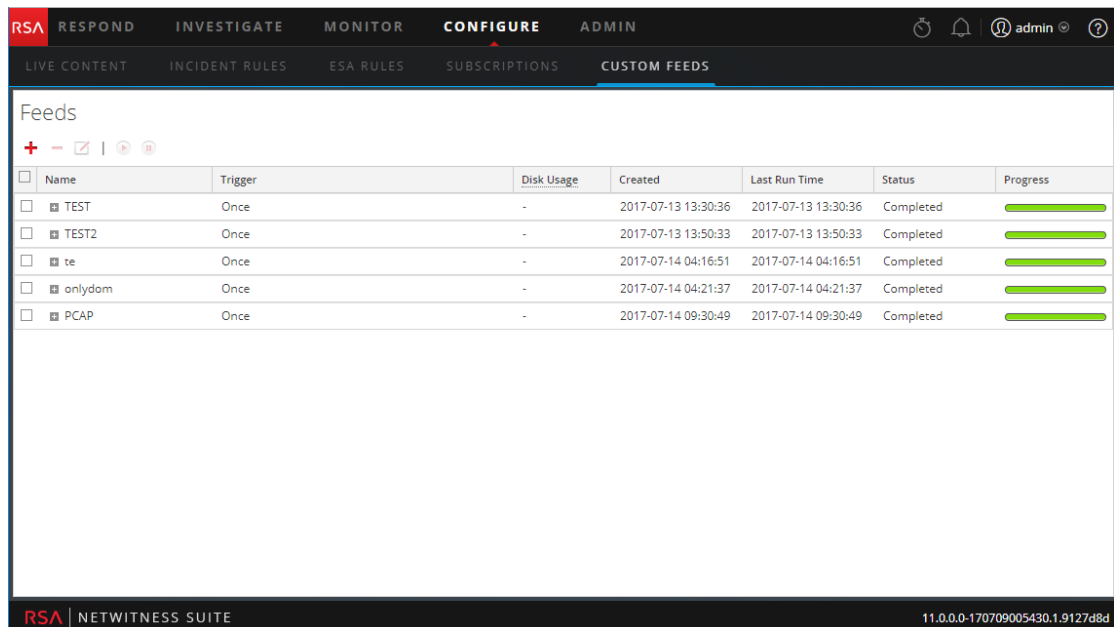 RSA RESPOND INVESTIGATE MONITOR CONFIGURE ADMIN admin
LIVE CONTENT INCIDENT RULES ESA RULES SUBSCRIPTIONS CUSTOM FEEDS
Feeds
Name Trigger Disk Usage Created Last Run Time Status Progress
TEST Once - 2017-07-13 13:30:36 2017-07-13 13:30:36 Completed
TEST2 Once - 2017-07-13 13:50:33 2017-07-13 13:50:33 Completed
te Once - 2017-07-14 04:16:51 2017-07-14 04:16:51 Completed
onlydom Once - 2017-07-14 04:21:37 2017-07-14 04:21:37 Completed
PCAP Once - 2017-07-14 09:30:49 2017-07-14 09:30:49 Completed
RSA NETWITNESS SUITE 11.0.0.0-170709005430.1.9127d8d